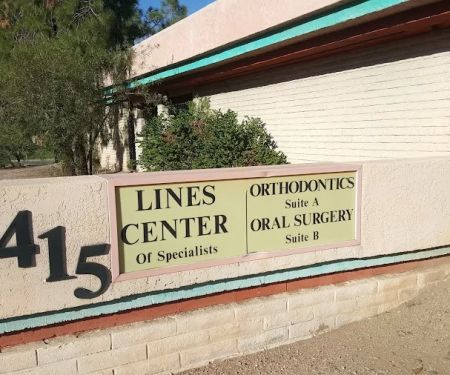 415
LINES
CENTER
Of Specialists
ORTHODONTICS
Suite A
ORAL SURGERY
Suite B